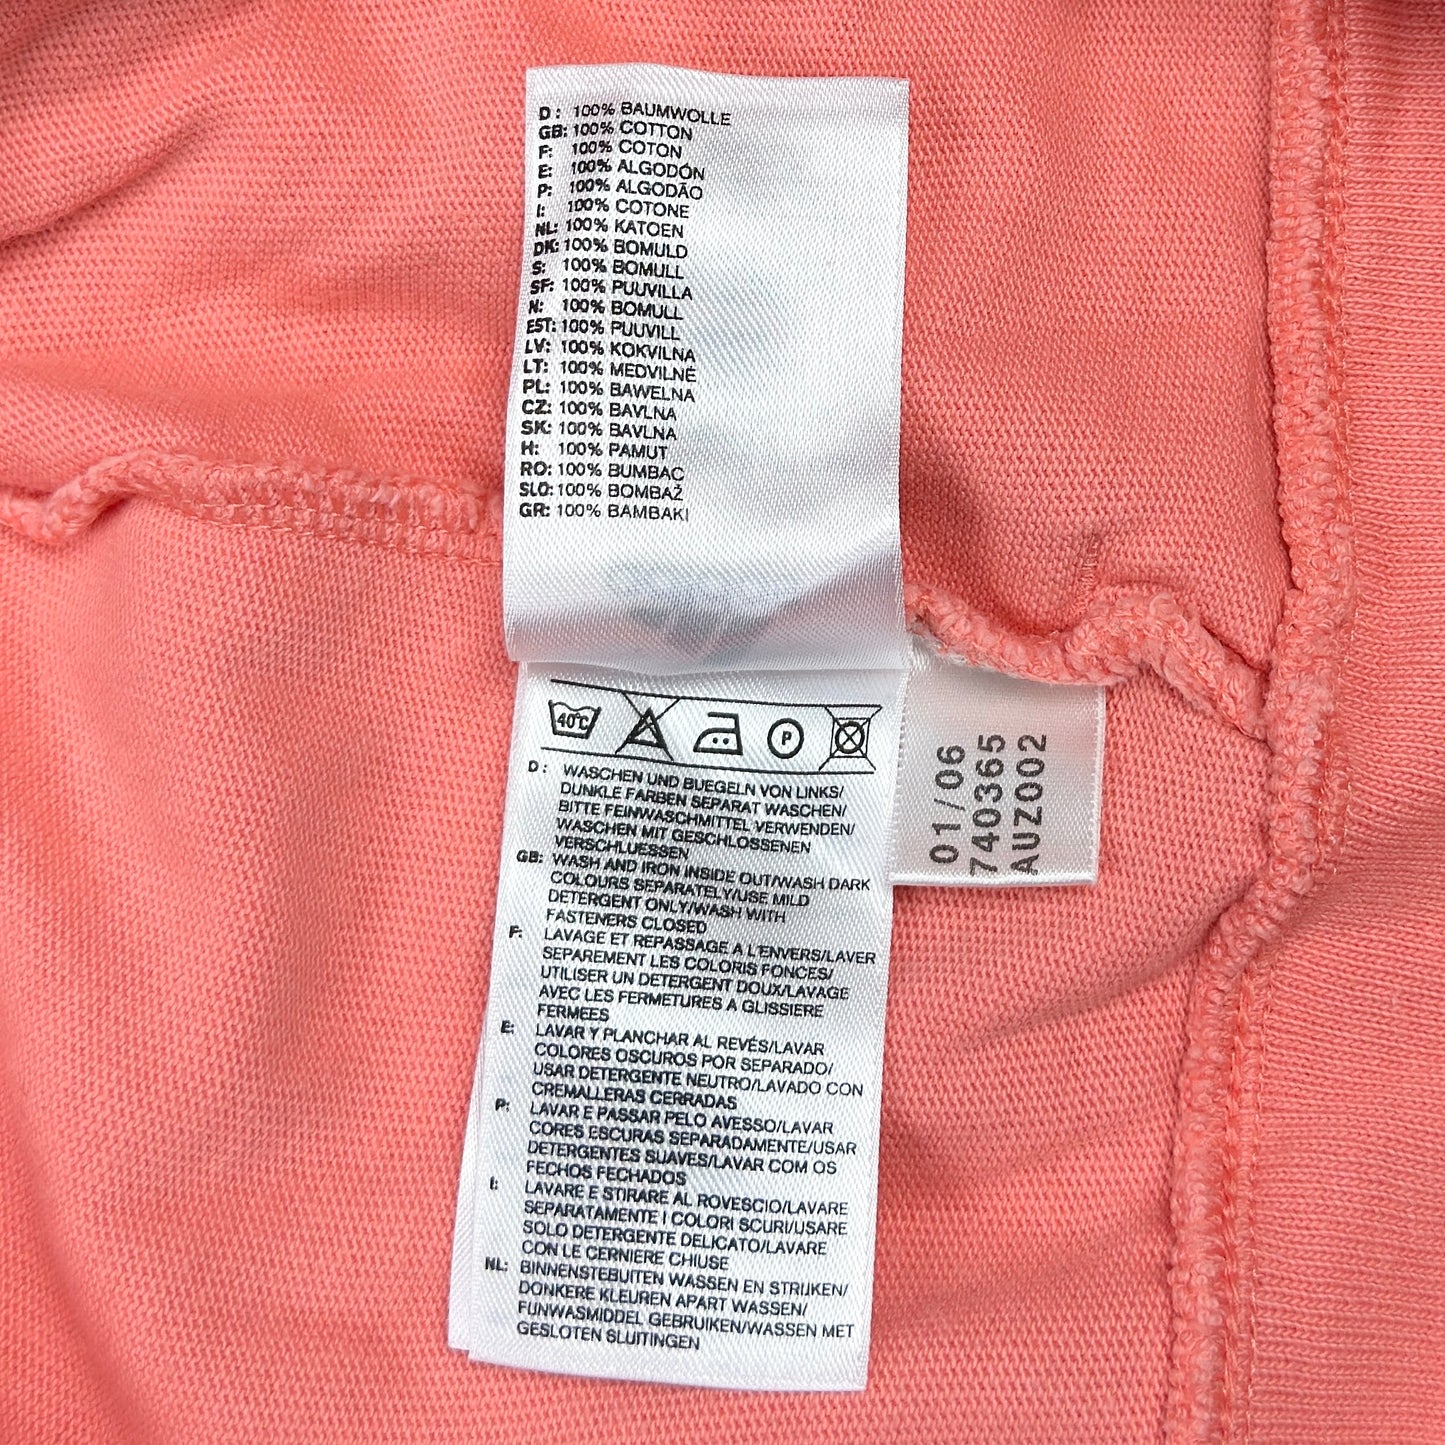 D: 100% BAUMWOLLE
GB: 100% COTTON
F: 100% COTON
E: 100% ALGODÓN
P: 100% ALGODÃO
I: 100% COTONE
NL: 100% KATOEN
DK: 100% BOMULD
S: 100% BOMULL
SF: 100% PUUVILLA
N: 100% BOMULL
EST: 100% PUUVILL
LV: 100% KOKVILNA
LT: 100% MEDVILNĖ
PL: 100% BAWELNA
CZ: 100% BAVLNA
SK: 100% BAVLNA
H: 100% PAMUT
RO: 100% BUMBAC
SLO: 100% BOMBAŽ
GR: 100% BAMBAKI
40°C P
D: WASCHEN UND BUEGELN VON LINKS/
DUNKLE FARBEN SEPARAT WASCHEN/
BITTE FEINWASCHMITTEL VERWENDEN/
WASCHEN MIT GESCHLOSSENEN
VERSCHLUESSEN
GB: WASH AND IRON INSIDE OUT/WASH DARK
COLOURS SEPARATELY/USE MILD
DETERGENT ONLY/WASH WITH
FASTENERS CLOSED
F: LAVAGE ET REPASSAGE A L'ENVERS/LAVER
SEPAREMENT LES COLORIS FONCES/
UTILISER UN DETERGENT DOUX/LAVAGE
AVEC LES FERMETURES A GLISSIERE
FERMEES
E: LAVAR Y PLANCHAR AL REVÉS/LAVAR
COLORES OSCUROS POR SEPARADO/
USAR DETERGENTE NEUTRO/LAVADO CON
CREMALLERAS CERRADAS
P: LAVAR E PASSAR PELO AVESSO/LAVAR
CORES ESCURAS SEPARADAMENTE/USAR
DETERGENTES SUAVES/LAVAR COM OS
FECHOS FECHADOS
I: LAVARE E STIRARE AL ROVESCIO/LAVARE
SEPARATAMENTE I COLORI SCURI/USARE
SOLO DETERGENTE DELICATO/LAVARE
CON LE CERNIERE CHIUSE
NL: BINNENSTEBUITEN WASSEN EN STRIJKEN/
DONKERE KLEUREN APART WASSEN/
FIJNWASMIDDEL GEBRUIKEN/WASSEN MET
GESLOTEN SLUITINGEN
01/06
740365
AUZ002